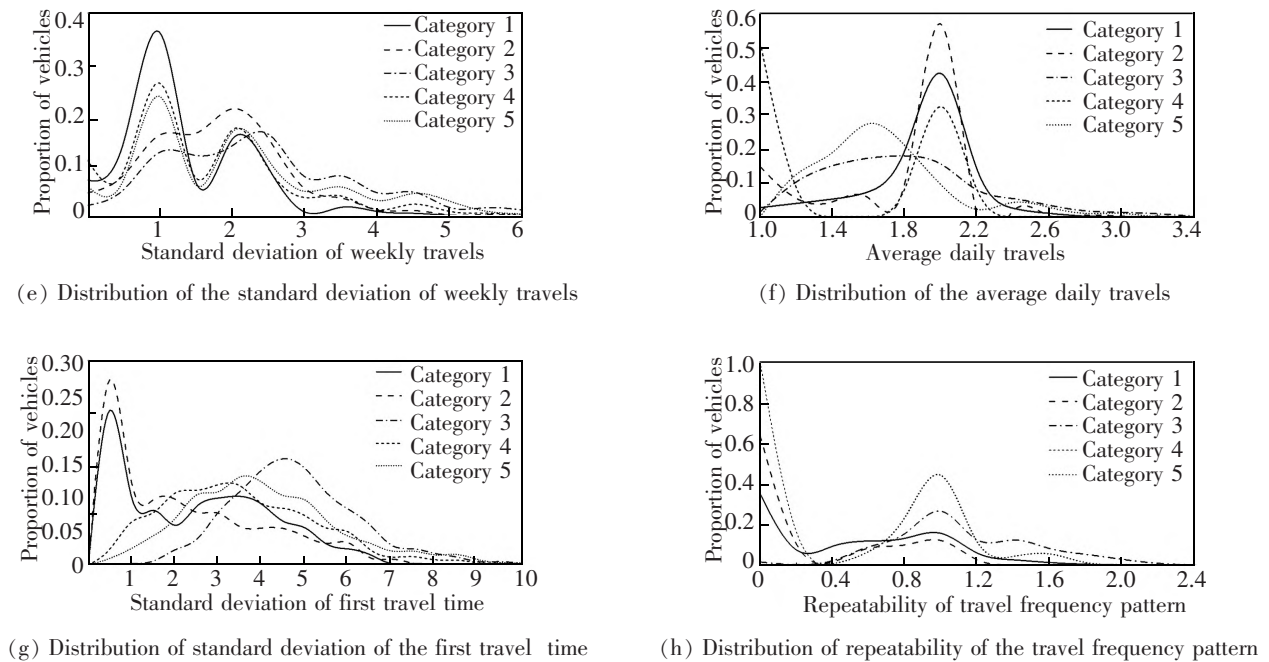 Proportion of vehicles
0.4
0.3
0.2
0.1
0
0 1 2 3 4 5 6
Category 1
Category 2
Category 3
Category 4
Category 5
Standard deviation of weekly travels
(e) Distribution of the standard deviation of weekly travels
Proportion of vehicles
0.6
0.5
0.4
0.3
0.2
0.1
0
1.0 1.4 1.8 2.2 2.6 3.0 3.4
Category 1
Category 2
Category 3
Category 4
Category 5
Average daily travels
(f) Distribution of the average daily travels
Proportion of vehicles
0.30
0.25
0.20
0.15
0.10
0.05
0
1 2 3 4 5 6 7 8 9 10
Category 1
Category 2
Category 3
Category 4
Category 5
Standard deviation of first travel time
(g) Distribution of standard deviation of the first travel time
Proportion of vehicles
1.0
0.8
0.6
0.4
0.2
0
0 0.4 0.8 1.2 1.6 2.0 2.4
Category 1
Category 2
Category 3
Category 4
Category 5
Repeatability of travel frequency pattern
(h) Distribution of repeatability of the travel frequency pattern